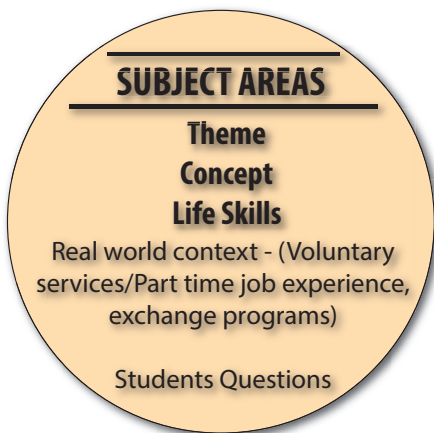 SUBJECT AREAS
Theme
Concept
Life Skills
Real world context - (Voluntary
services/Part time job experience,
exchange programs)
Students Questions